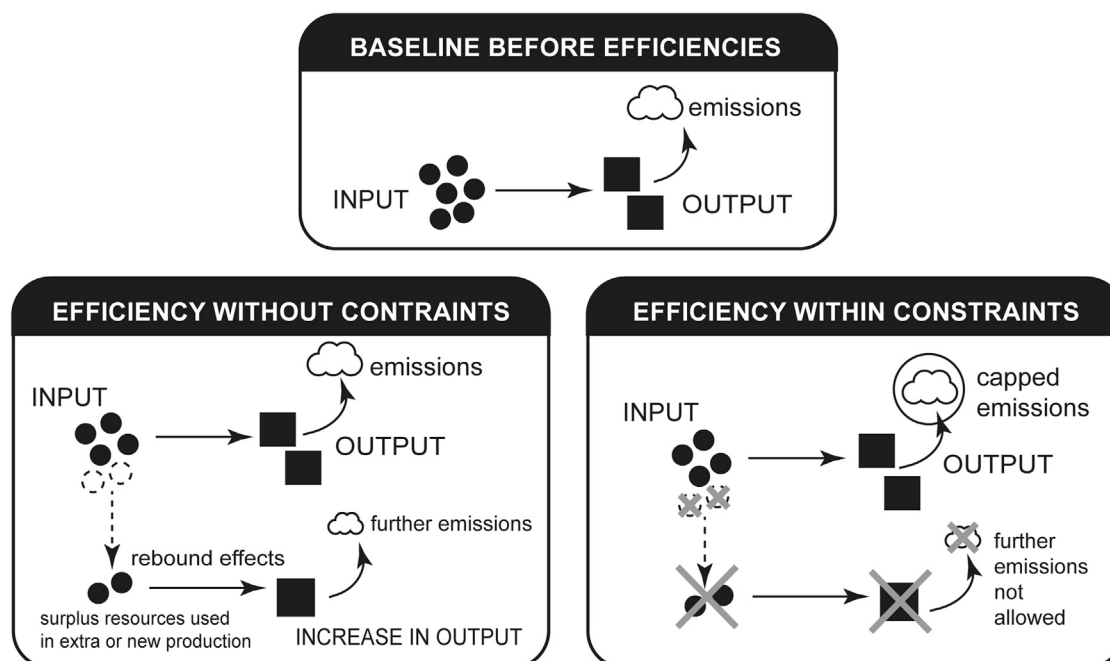 BASELINE BEFORE EFFICIENCIES
emissions
INPUT
OUTPUT
EFFICIENCY WITHOUT CONTRAINTS
emissions
INPUT
OUTPUT
further emissions
rebound effects
surplus resources used
in extra or new production
INCREASE IN OUTPUT
EFFICIENCY WITHIN CONSTRAINTS
capped
emissions
INPUT
OUTPUT
further
emissions
not
allowed